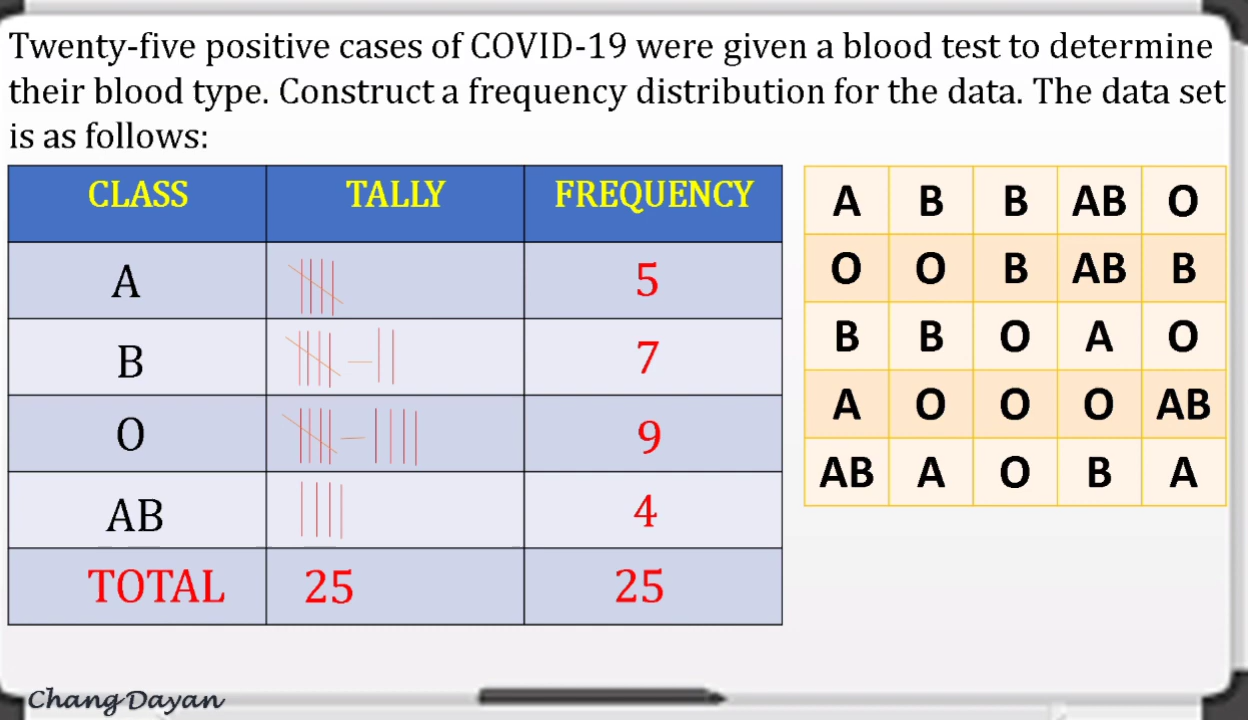 Twenty-five positive cases of COVID-19 were given a blood test to determine
their blood type. Construct a frequency distribution for the data. The data set
is as follows:
CLASS TALLY FREQUENCY
A 5
B 7
O 9
AB 4
TOTAL 25 25
A B B AB O
O O B AB B
B B O A O
A O O O AB
AB A O B A
Chang Dayan